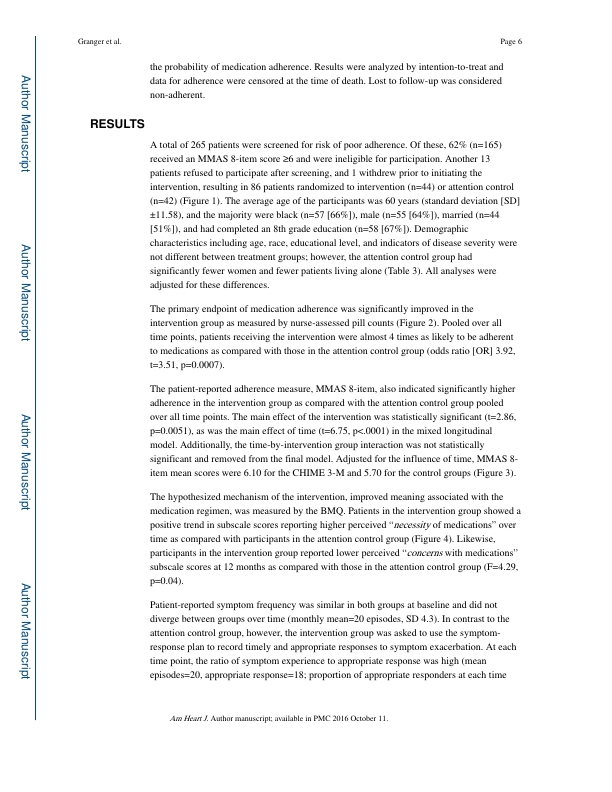 Granger et al.
Page 6
the probability of medication adherence. Results were analyzed by intention-to-treat and
data for adherence were censored at the time of death. Lost to follow-up was considered
non-adherent.
RESULTS
A total of 265 patients were screened for risk of poor adherence. Of these, 62% (n=165)
received an MMAS 8-item score ≥6 and were ineligible for participation. Another 13
patients refused to participate after screening, and 1 withdrew prior to initiating the
intervention, resulting in 86 patients randomized to intervention (n=44) or attention control
(n=42) (Figure 1). The average age of the participants was 60 years (standard deviation [SD]
±11.58), and the majority were black (n=57 [66%]), male (n=55 [64%]), married (n=44
[51%]), and had completed an 8th grade education (n=58 [67%]). Demographic
characteristics including age, race, educational level, and indicators of disease severity were
not different between treatment groups; however, the attention control group had
significantly fewer women and fewer patients living alone (Table 3). All analyses were
adjusted for these differences.
The primary endpoint of medication adherence was significantly improved in the
intervention group as measured by nurse-assessed pill counts (Figure 2). Pooled over all
time points, patients receiving the intervention were almost 4 times as likely to be adherent
to medications as compared with those in the attention control group (odds ratio [OR] 3.92,
t=3.51, p=0.0007).
The patient-reported adherence measure, MMAS 8-item, also indicated significantly higher
adherence in the intervention group as compared with the attention control group pooled
over all time points. The main effect of the intervention was statistically significant (t=2.86,
p=0.0051), as was the main effect of time (t=6.75, p<.0001) in the mixed longitudinal
model. Additionally, the time-by-intervention group interaction was not statistically
significant and removed from the final model. Adjusted for the influence of time, MMAS 8-
item mean scores were 6.10 for the CHIME 3-M and 5.70 for the control groups (Figure 3).
The hypothesized mechanism of the intervention, improved meaning associated with the
medication regimen, was measured by the BMQ. Patients in the intervention group showed a
positive trend in subscale scores reporting higher perceived “necessity of medications” over
time as compared with participants in the attention control group (Figure 4). Likewise,
participants in the intervention group reported lower perceived “concerns with medications”
subscale scores at 12 months as compared with those in the attention control group (F=4.29,
p=0.04).
Patient-reported symptom frequency was similar in both groups at baseline and did not
diverge between groups over time (monthly mean=20 episodes, SD 4.3). In contrast to the
attention control group, however, the intervention group was asked to use the symptom-
response plan to record timely and appropriate responses to symptom exacerbation. At each
time point, the ratio of symptom experience to appropriate response was high (mean
episodes=20, appropriate response=18; proportion of appropriate responders at each time
Am Heart J. Author manuscript; available in PMC 2016 October 11.
Author Manuscript
Author Manuscript
Author Manuscript
Author Manuscript